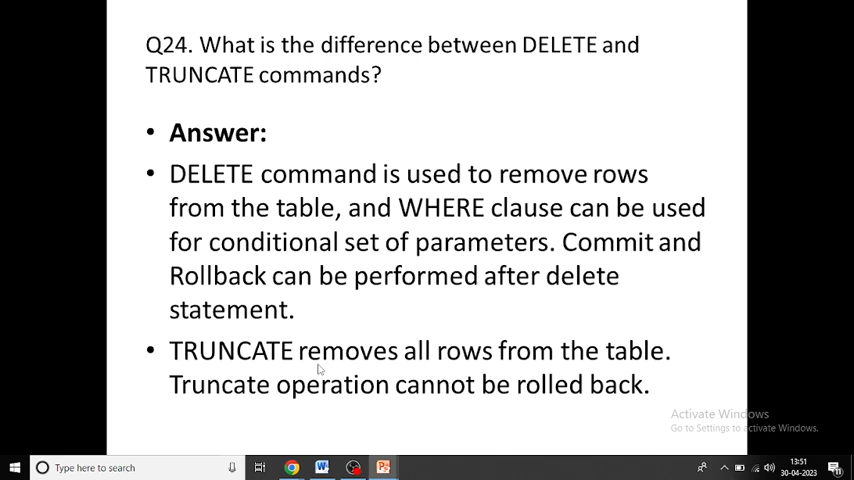 Q24. What is the difference between DELETE and
TRUNCATE commands?
• Answer:
• DELETE command is used to remove rows
from the table, and WHERE clause can be used
for conditional set of parameters. Commit and
Rollback can be performed after delete
statement.
• TRUNCATE removes all rows from the table.
Truncate operation cannot be rolled back.
Activate Windows
Go to Settings to activate Windows.
Type here to search
13:51
30-04-2023